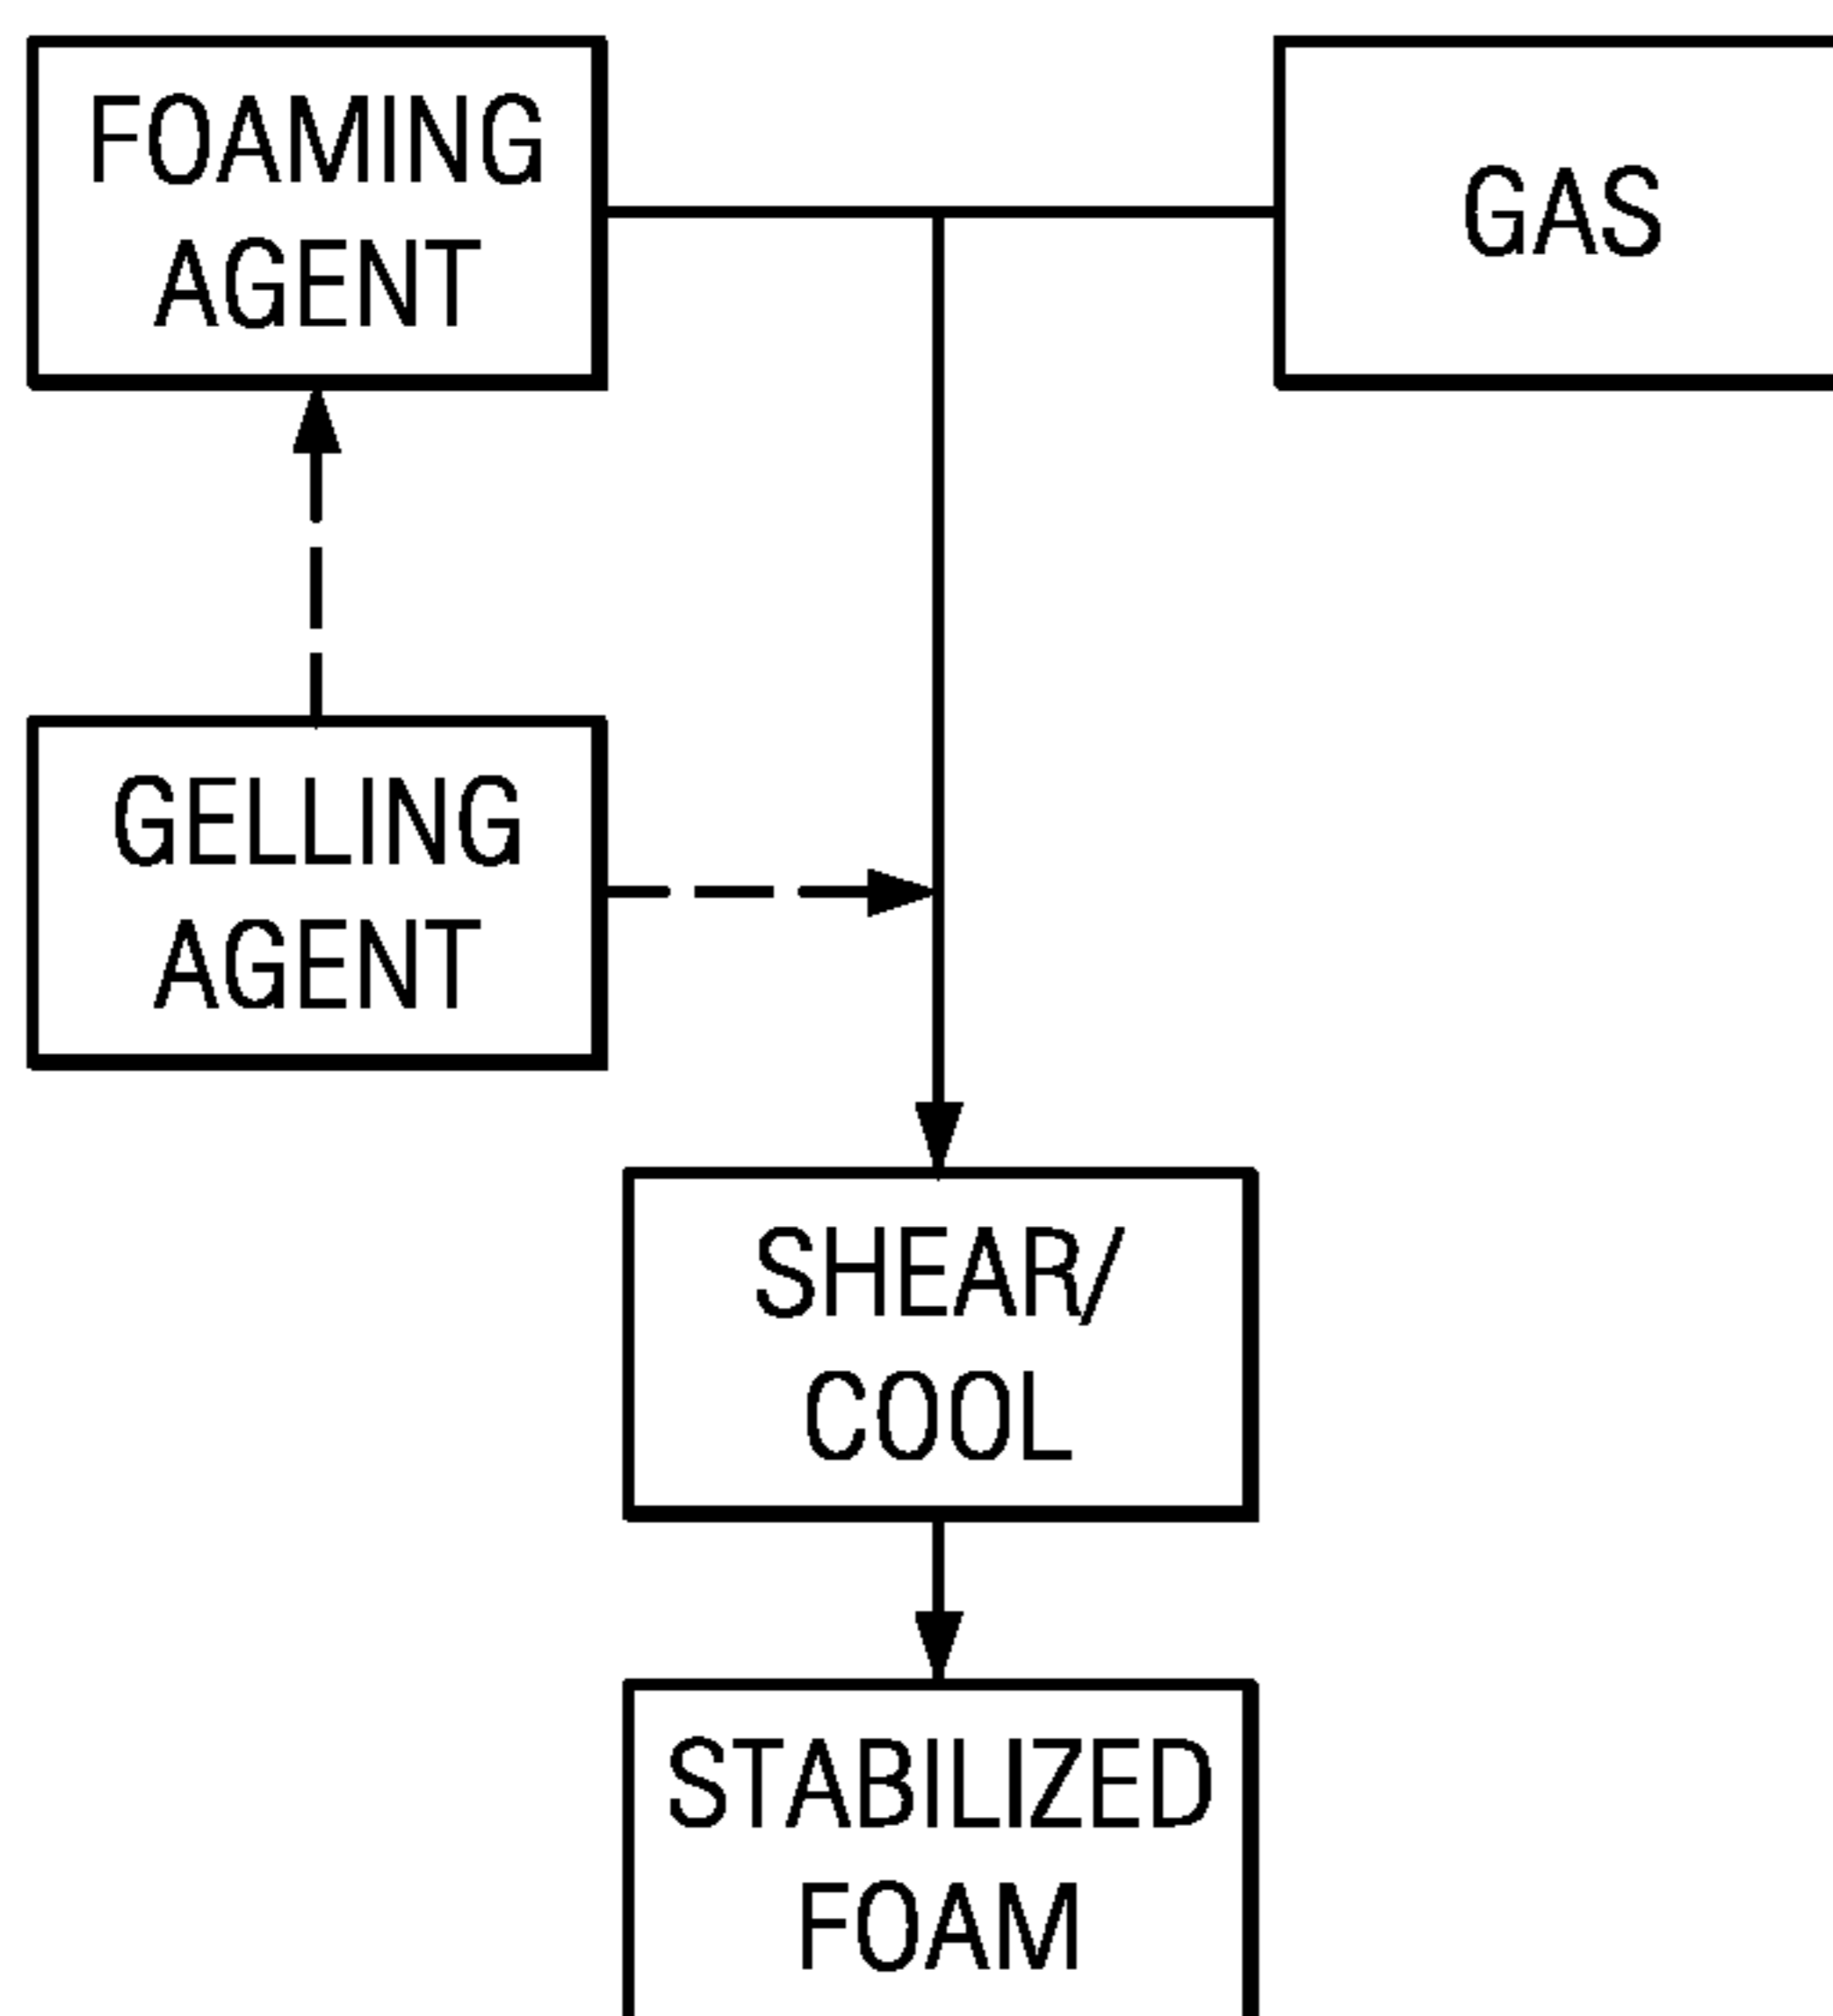 FOAMING
AGENT
GAS
GELLING
AGENT
SHEAR/
COOL
STABILIZED
FOAM